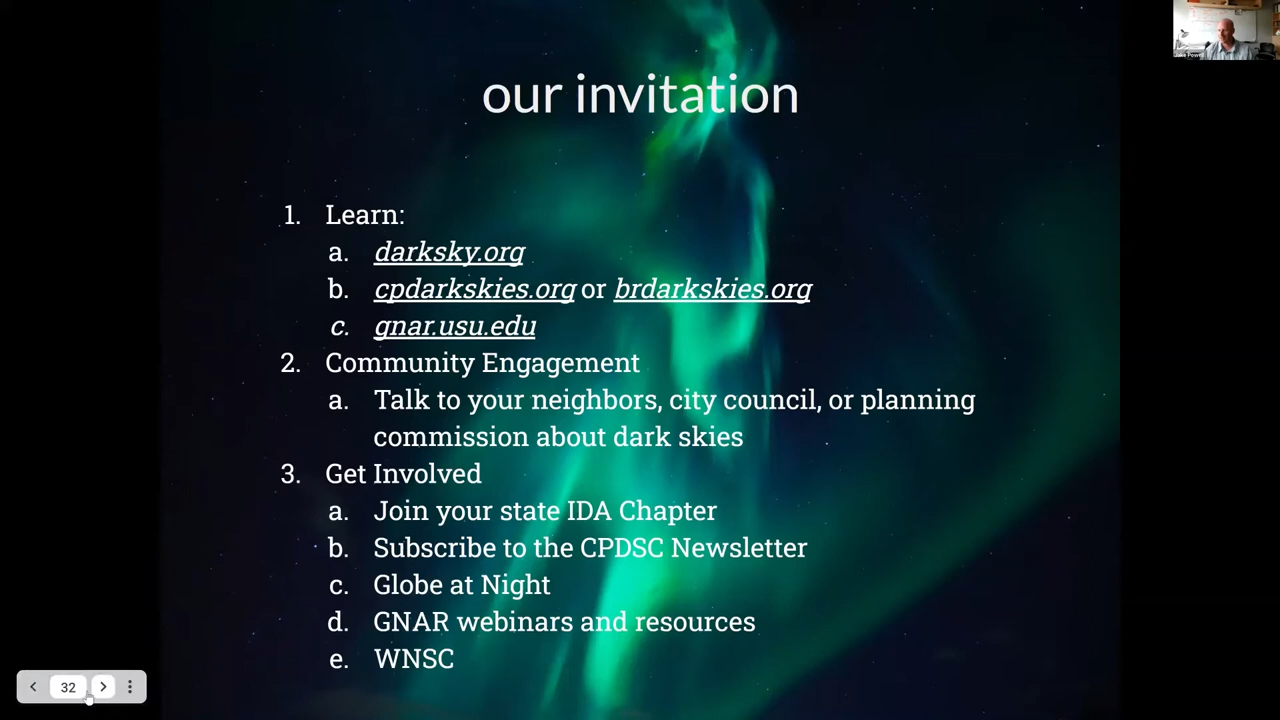 our invitation
1. Learn:
a. darksky.org
b. cpdarkskies.org or brdarkskies.org
c. gnar.usu.edu
2. Community Engagement
a. Talk to your neighbors, city council, or planning
commission about dark skies
3. Get Involved
a. Join your state IDA Chapter
b. Subscribe to the CPDSC Newsletter
c. Globe at Night
d. GNAR webinars and resources
e. WNSC
32